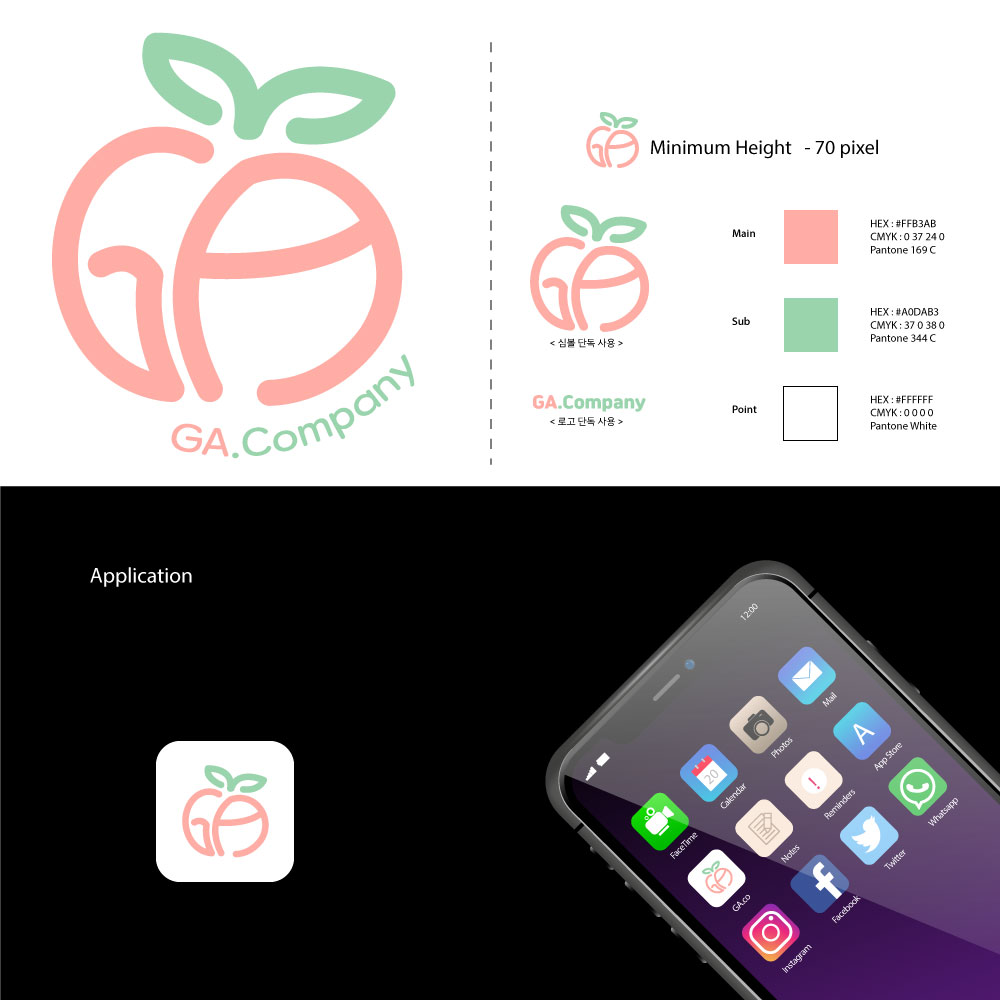 GA.Company
Minimum Height - 70 pixel
< 심볼 단독 사용 >
GA.Company
< 로고 단독 사용 >
Main
HEX : #FFB3AB
CMYK : 0 37 24 0
Pantone 169 C
Sub
HEX : #A0DAB3
CMYK : 37 0 38 0
Pantone 344 C
Point
HEX : #FFFFFF
CMYK : 0 0 0 0
Pantone White
Application
12:00
Mail
Photos
App Store
Calendar
20
Reminders
Whatsapp
FaceTime
Notes
Twitter
GA.co
Facebook
Instagram